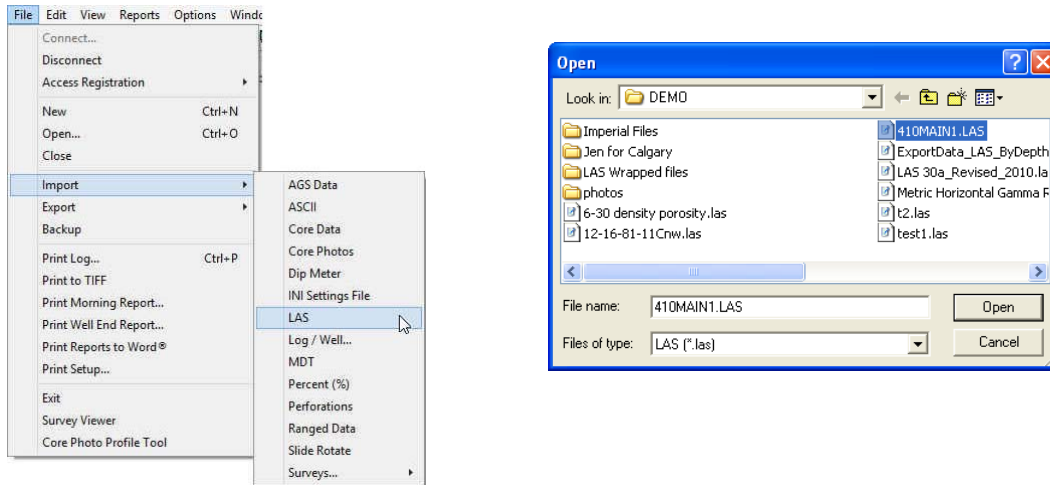 File Edit View Reports Options
Connect...
Disconnect
Access Registration
New Ctrl+N
Open... Ctrl+O
Close
Import
Export
Backup
Print Log... Ctrl+P
Print to TIFF
Print Morning Report...
Print Well End Report...
Print Reports to Word®
Print Setup...
Exit
Survey Viewer
Core Photo Profile Tool
AGS Data
ASCII
Core Data
Core Photos
Dip Meter
INI Settings File
LAS
Log / Well...
MDT
Percent (%)
Perforations
Ranged Data
Slide Rotate
Surveys...
Open
Look in: DEMO
Imperial Files
Jen for Calgary
LAS Wrapped files
photos
6-30 density porosity.las
12-16-81-11Cnw.las
410MAIN1.LAS
ExportData_LAS_ByDepth
LAS 30a_Revised_2010.la
Metric Horizontal Gamma R
t2.las
test1.las
File name: 410MAIN1.LAS Open
Files of type: LAS (*.las) Cancel